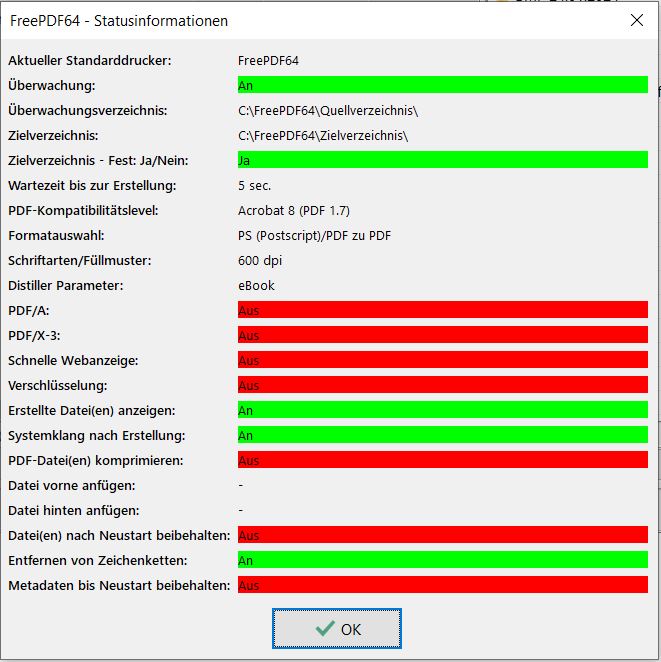 FreePDF64 - Statusinformationen
Aktueller Standarddrucker: FreePDF64
Überwachung: An
Überwachungsverzeichnis: C:\FreePDF64\Quellverzeichnis\
Zielverzeichnis: C:\FreePDF64\Zielverzeichnis\
Zielverzeichnis - Fest: Ja/Nein: Ja
Wartezeit bis zur Erstellung: 5 sec.
PDF-Kompatibilitätslevel: Acrobat 8 (PDF 1.7)
Formatauswahl: PS (Postscript)/PDF zu PDF
Schriftarten/Füllmuster: 600 dpi
Distiller Parameter: eBook
PDF/A: Aus
PDF/X-3: Aus
Schnelle Webanzeige: Aus
Verschlüsselung: Aus
Erstellte Datei(en) anzeigen: An
Systemklang nach Erstellung: An
PDF-Datei(en) komprimieren: Aus
Datei vorne anfügen: -
Datei hinten anfügen: -
Datei(en) nach Neustart beibehalten: Aus
Entfernen von Zeichenketten: An
Metadaten bis Neustart beibehalten: Aus
OK